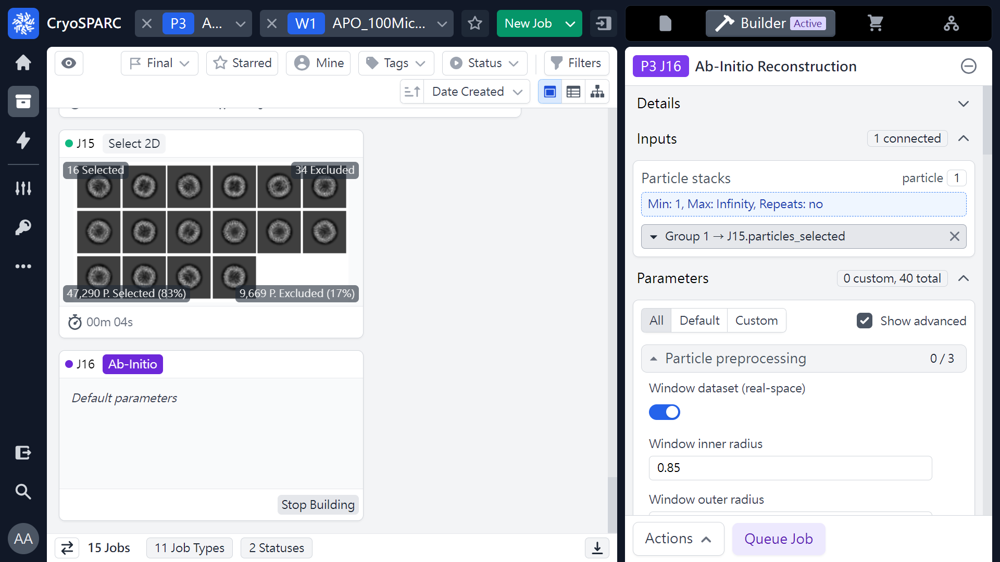 CryoSPARC
P3 A...
W1 APO_100Mic...
New Job
Builder Active
Final
Starred
Mine
Tags
Status
Filters
Date Created
J15 Select 2D
16 Selected
34 Excluded
47,290 P. Selected (83%)
9,669 P. Excluded (17%)
00m 04s
J16 Ab-Initio
Default parameters
Stop Building
15 Jobs
11 Job Types
2 Statuses
AA
P3 J16 Ab-Initio Reconstruction
Details
Inputs
1 connected
Particle stacks
particle 1
Min: 1, Max: Infinity, Repeats: no
Group 1 → J15.particles_selected
Parameters
0 custom, 40 total
All
Default
Custom
Show advanced
Particle preprocessing
0 / 3
Window dataset (real-space)
Window inner radius
0.85
Window outer radius
Actions
Queue Job